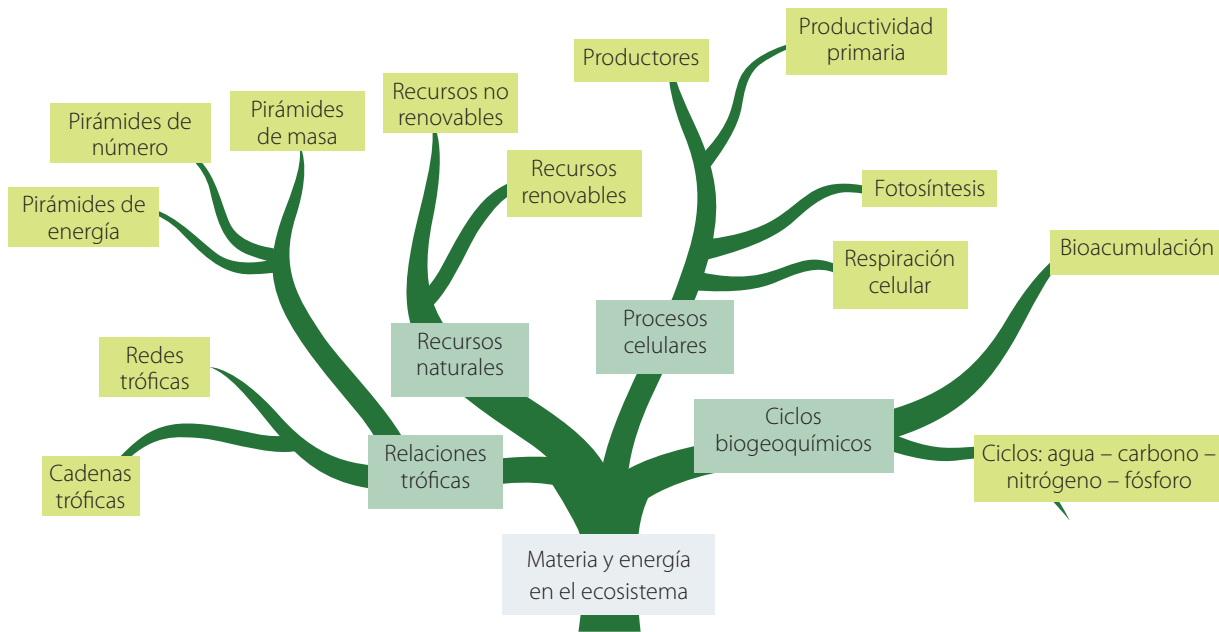 Productividad
primaria
Productores
Recursos no
renovables
Pirámides
de masa
Pirámides de
número
Recursos
renovables
Fotosíntesis
Pirámides de
energía
Bioacumulación
Respiración
celular
Procesos
celulares
Recursos
naturales
Redes
tróficas
Ciclos
biogeoquímicos
Relaciones
tróficas
Ciclos: agua – carbono –
nitrógeno – fósforo
Cadenas
tróficas
Materia y energía
en el ecosistema